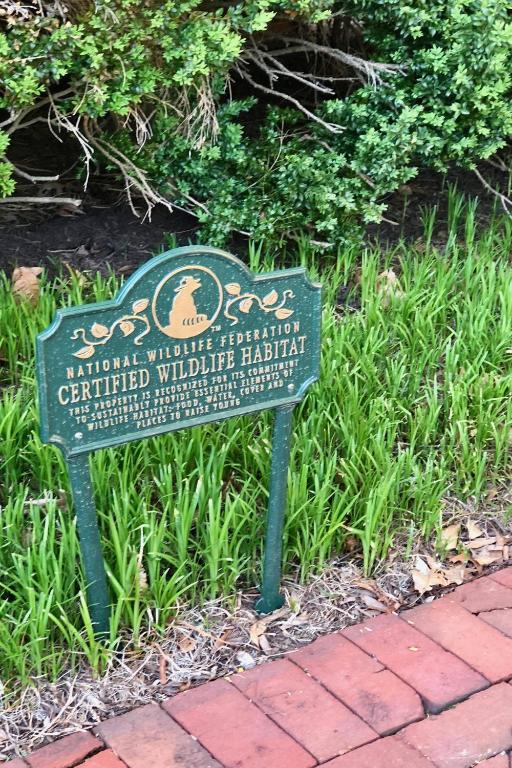 TM
NATIONAL WILDLIFE FEDERATION
CERTIFIED WILDLIFE HABITAT
THIS PROPERTY IS RECOGNIZED FOR ITS COMMITMENT
TO SUSTAINABLY PROVIDE ESSENTIAL ELEMENTS OF
WILDLIFE HABITAT: FOOD, WATER, COVER AND
PLACES TO RAISE YOUNG